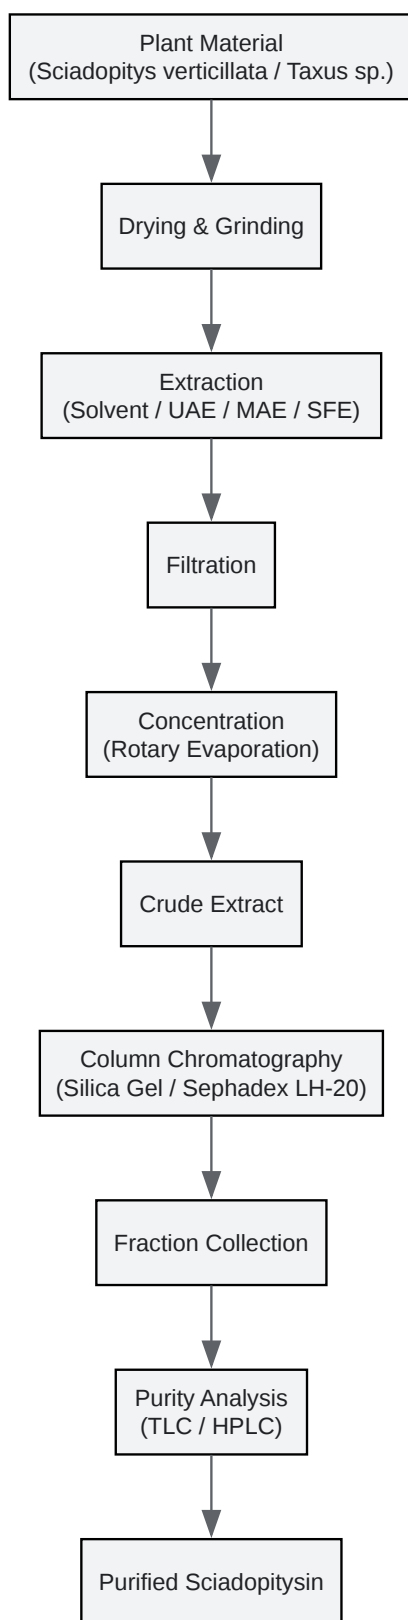 Plant Material
(Sciadopitys verticillata / Taxus sp.)
Drying & Grinding
Extraction
(Solvent / UAE / MAE / SFE)
Filtration
Concentration
(Rotary Evaporation)
Crude Extract
Column Chromatography
(Silica Gel / Sephadex LH-20)
Fraction Collection
Purity Analysis
(TLC / HPLC)
Purified Sciadopitysin